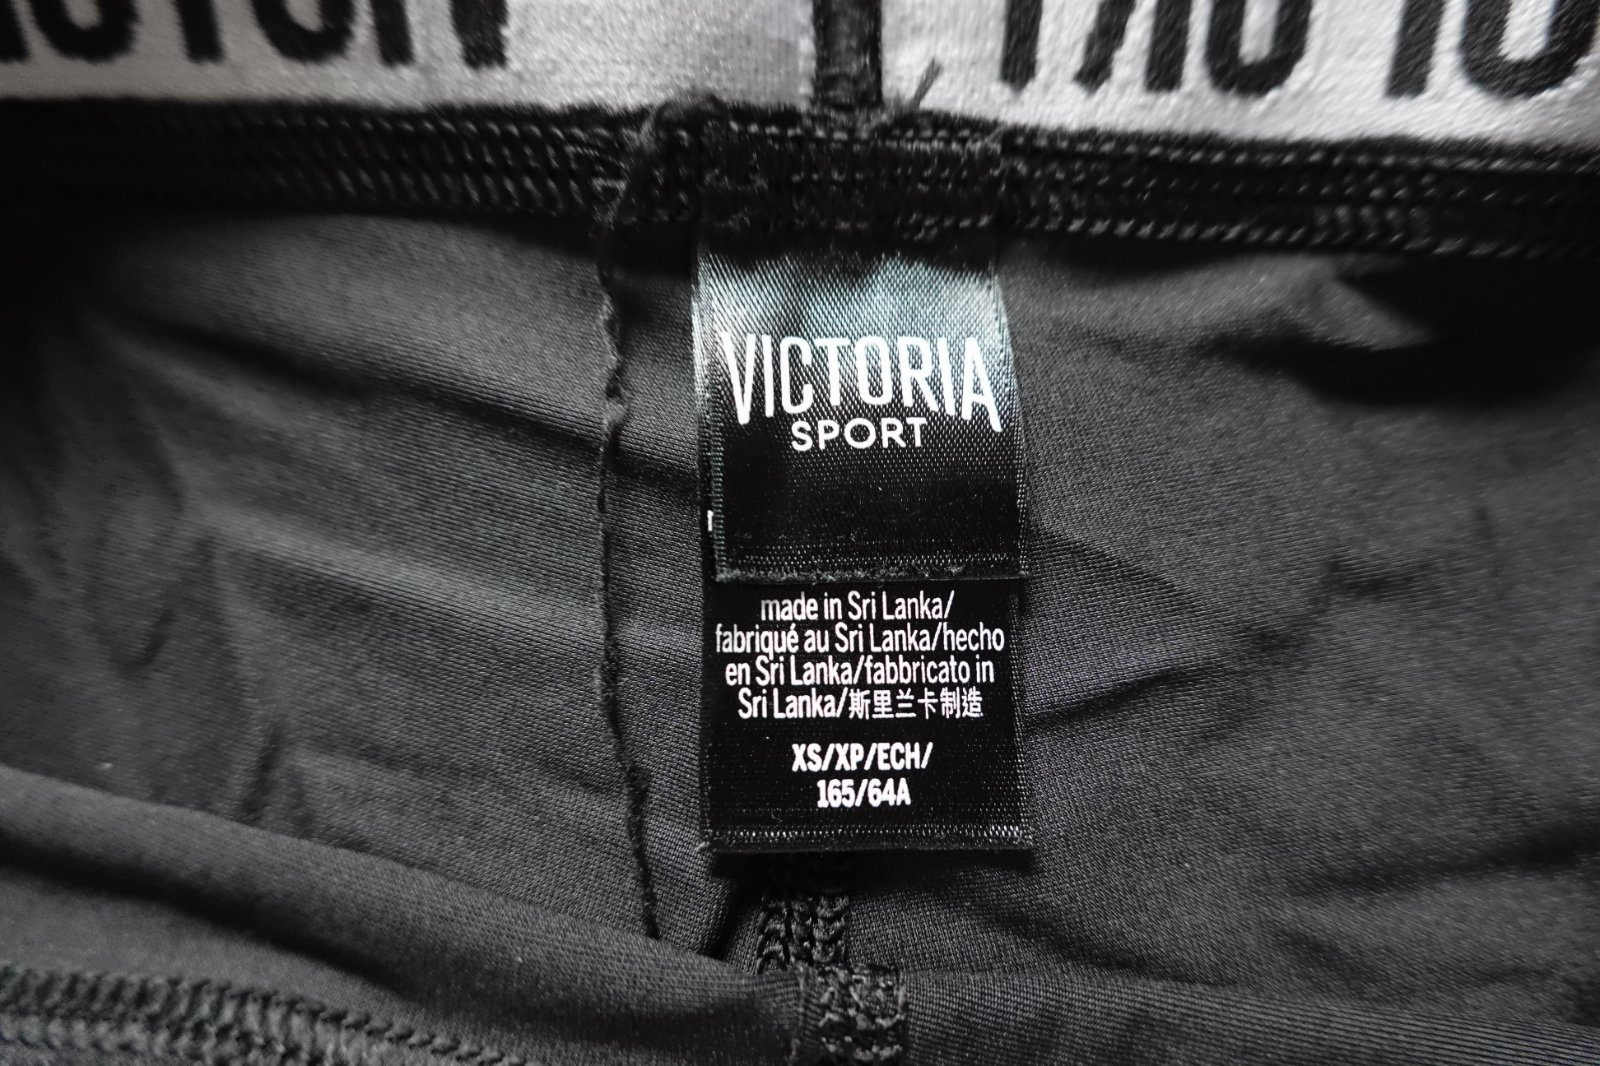 VICTORIA
SPORT
made in Sri Lanka/
fabriqué au Sri Lanka/hecho
en Sri Lanka/fabbricato in
Sri Lanka/斯里兰卡制造
XS/XP/ECH/
165/64A